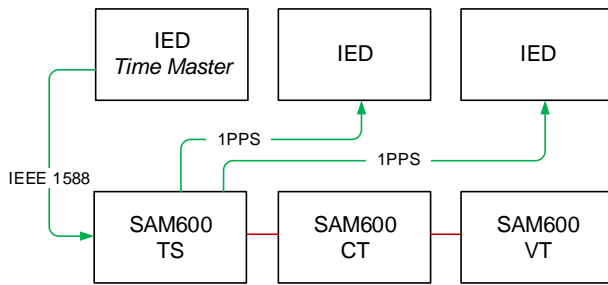 IED
Time Master
IED
IED
1PPS
1PPS
IEEE 1588
SAM600
TS
SAM600
CT
SAM600
VT